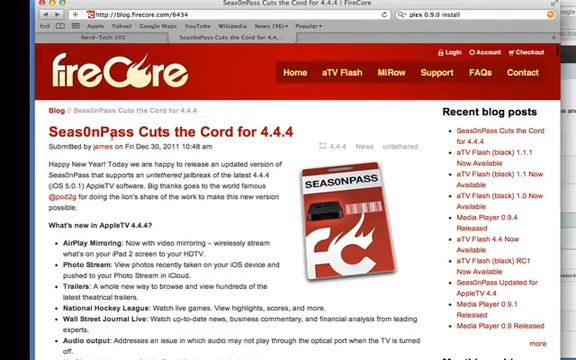 Seas0nPass Cuts the Cord for 4.4.4 | FireCore
http://blog.firecore.com/6434
plex 0.9.0 install
Apple Yahoo! YouTube Wikipedia News Popular
Nerd-Tech 101
Seas0nPass Cuts the Cord for 4.4.4...
Login Account Checkout
fireCore
Home aTV Flash MiRow Support FAQs Contact
Blog // Seas0nPass Cuts the Cord for 4.4.4
Seas0nPass Cuts the Cord for 4.4.4
Submitted by james on Fri Dec 30, 2011 10:48 am
4.4.4 News untethered
Happy New Year! Today we are happy to release an updated version of
Seas0nPass that supports an untethered jailbreak of the latest 4.4.4
(iOS 5.0.1) AppleTV software. Big thanks goes to the world famous
@pod2g for doing the lion's share of the work to make this new version
possible.
What's new in AppleTV 4.4.4?
AirPlay Mirroring: Now with video mirroring – wirelessly stream
what's on your iPad 2 screen to your HDTV.
Photo Stream: View photos recently taken on your iOS device and
pushed to your Photo Stream in iCloud.
Trailers: A whole new way to browse and view hundreds of the
latest theatrical trailers.
National Hockey League: Watch live games. View highlights, scores, and more.
Wall Street Journal Live: Watch up-to-date news, business commentary, and financial analysis from leading
experts.
Audio output: Addresses an issue in which audio may not play through the optical port when the TV is turned
off.
SEAS0NPASS
FC
Recent blog posts
Seas0nPass Cuts the Cord
for 4.4.4
aTV Flash (black) 1.1.1
Now Available
aTV Flash (black) 1.1 Now
Available
aTV Flash (black) 1.0 Now
Available
Media Player 0.9.4
Released
aTV Flash 4.4 Now
Available
aTV Flash (black) RC1
Now Available
Seas0nPass Updated for
AppleTV 4.4
Media Player 0.9.1
Released
Media Player 0.9 Released
more